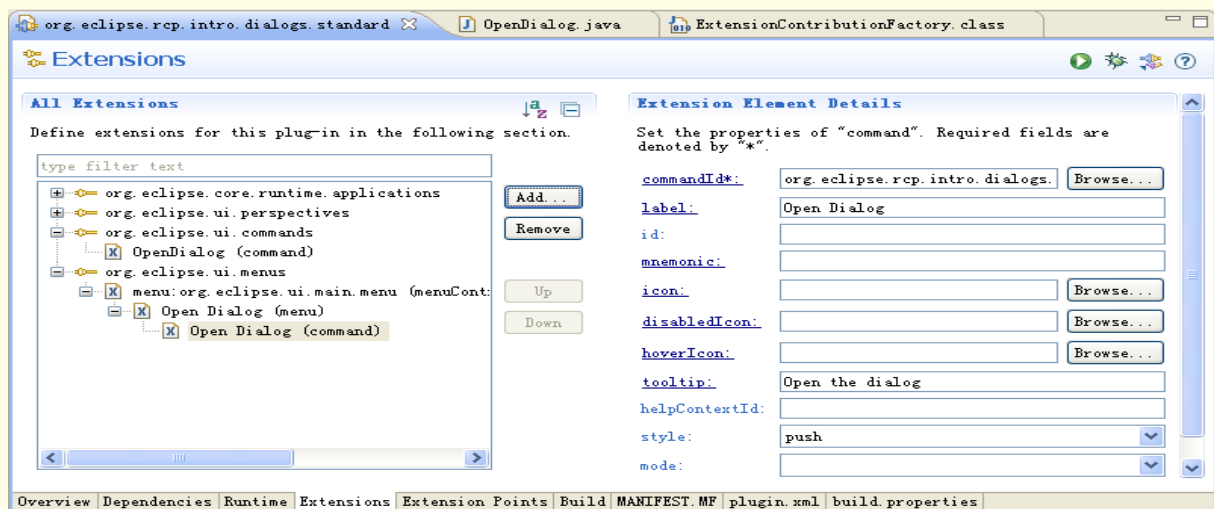 org.eclipse.rcp.intro.dialogs.standard
OpenDialog.java
ExtensionContributionFactory.class
Extensions
All Extensions
Define extensions for this plug-in in the following section.
type filter text
org.eclipse.core.runtime.applications
org.eclipse.ui.perspectives
org.eclipse.ui.commands
OpenDialog (command)
org.eclipse.ui.menus
menu:org.eclipse.ui.main.menu (menuCont:
Open Dialog (menu)
Open Dialog (command)
Add...
Remove
Up
Down
Extension Element Details
Set the properties of "command". Required fields are
denoted by "*".
commandId*: org.eclipse.rcp.intro.dialogs. Browse...
label: Open Dialog
id:
mnemonic:
icon: Browse...
disabledIcon: Browse...
hoverIcon: Browse...
tooltip: Open the dialog
helpContextId:
style: push
mode:
Overview Dependencies Runtime Extensions Extension Points Build MANIFEST.MF plugin.xml build.properties